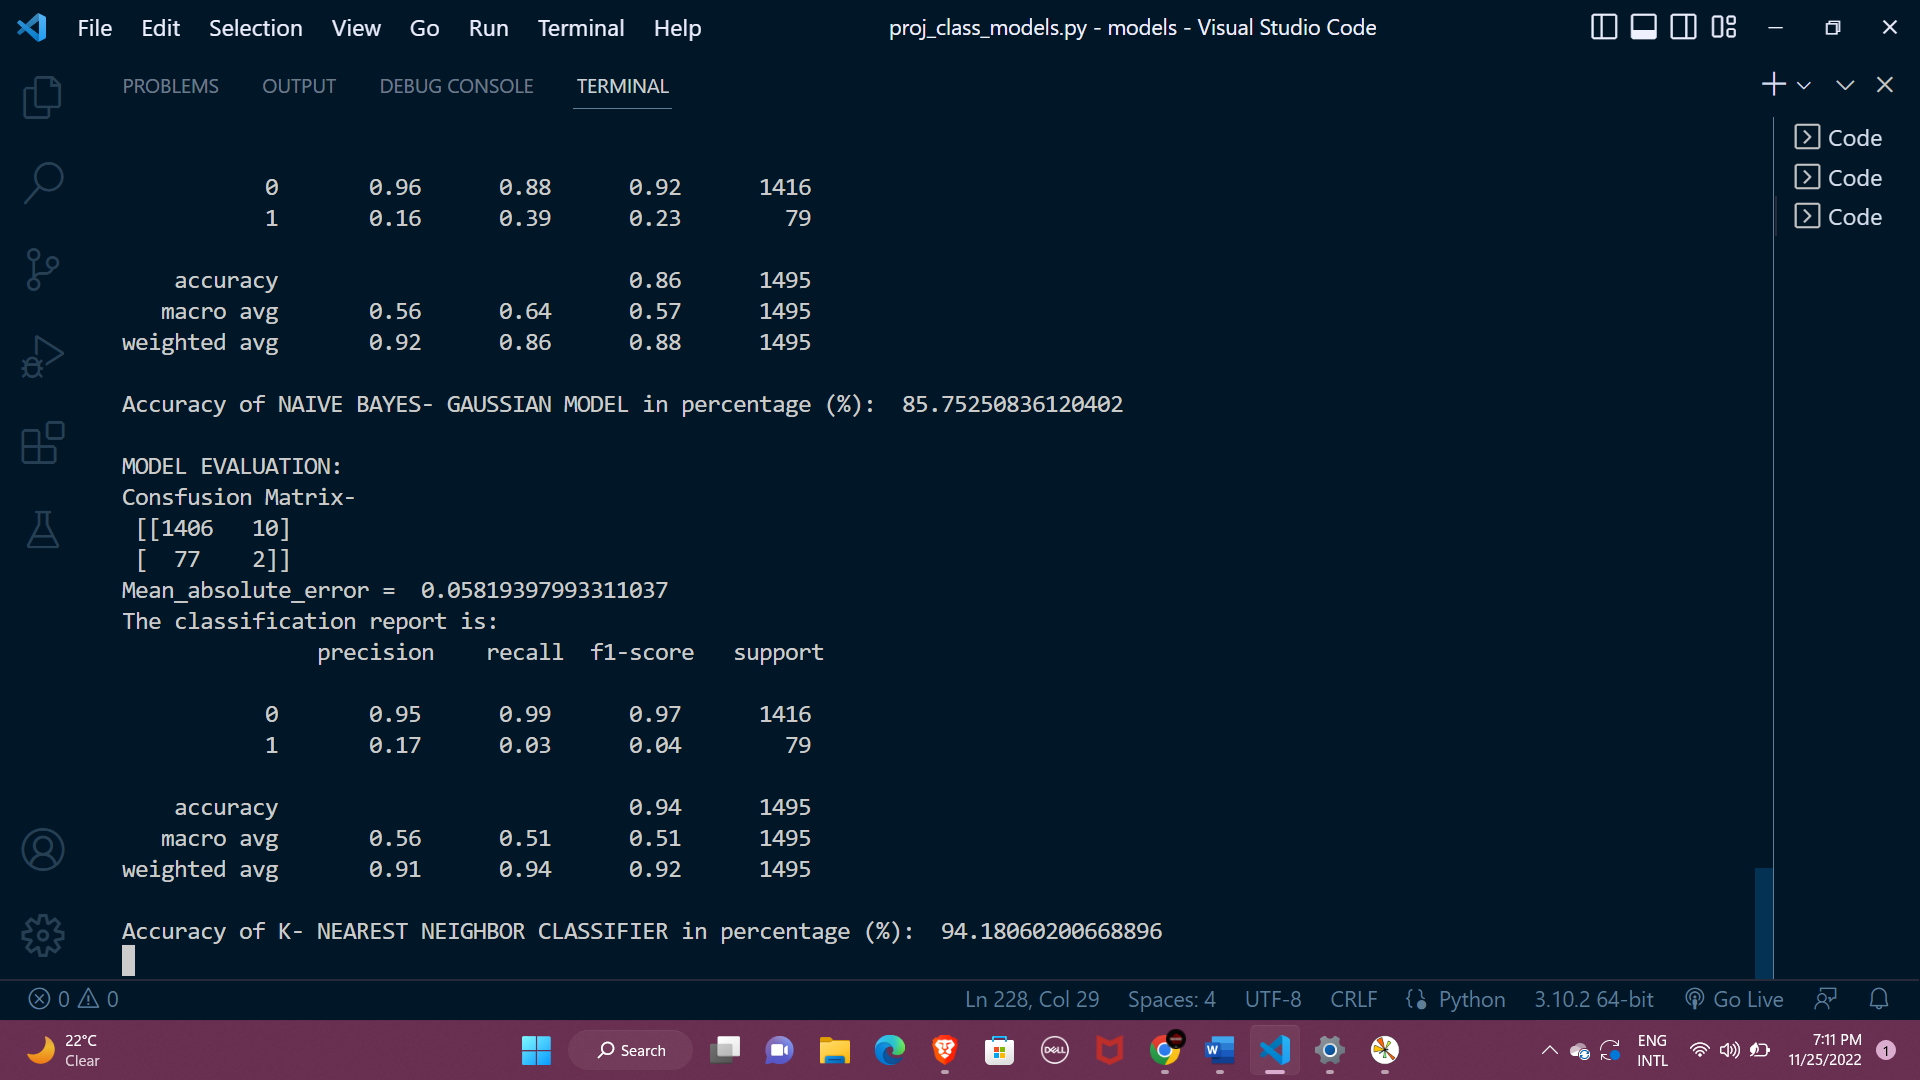 File Edit Selection View Go Run Terminal Help
proj_class_models.py - models - Visual Studio Code
PROBLEMS OUTPUT DEBUG CONSOLE TERMINAL
Code
Code
Code
0 0.96 0.88 0.92 1416
1 0.16 0.39 0.23 79
accuracy 0.86 1495
macro avg 0.56 0.64 0.57 1495
weighted avg 0.92 0.86 0.88 1495
Accuracy of NAIVE BAYES- GAUSSIAN MODEL in percentage (%):  85.75250836120402
MODEL EVALUATION:
Consfusion Matrix-
[[1406   10]
[  77    2]]
Mean_absolute_error =  0.05819397993311037
The classification report is:
precision recall f1-score support
0 0.95 0.99 0.97 1416
1 0.17 0.03 0.04 79
accuracy 0.94 1495
macro avg 0.56 0.51 0.51 1495
weighted avg 0.91 0.94 0.92 1495
Accuracy of K- NEAREST NEIGHBOR CLASSIFIER in percentage (%):  94.18060200668896
0 0 Ln 228, Col 29 Spaces: 4 UTF-8 CRLF Python 3.10.2 64-bit Go Live
22°C
Clear
Search
DELL
W
ENG
INTL
7:11 PM
11/25/2022
1